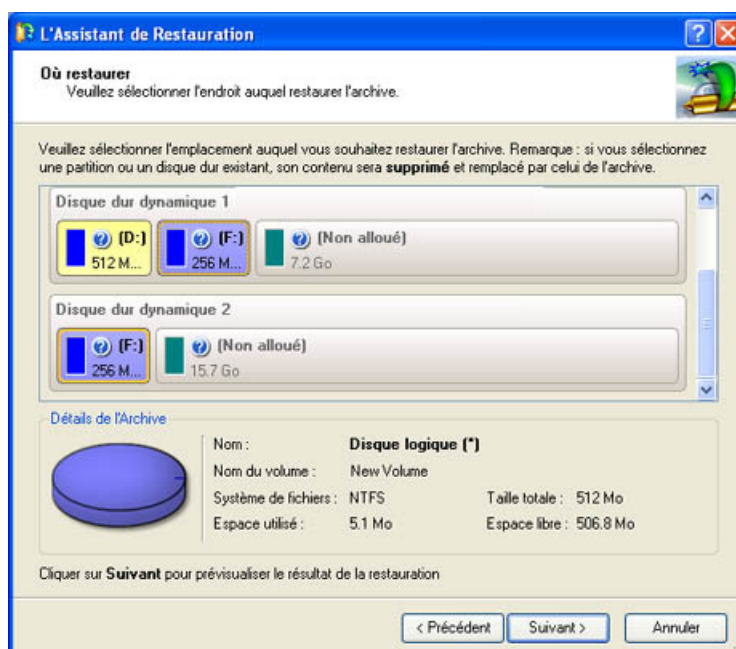 L'Assistant de Restauration
Où restaurer
Veuillez sélectionner l'endroit auquel restaurer l'archive.
Veuillez sélectionner l'emplacement auquel vous souhaitez restaurer l'archive. Remarque : si vous sélectionnez
une partition ou un disque dur existant, son contenu sera supprimé et remplacé par celui de l'archive.
Disque dur dynamique 1
(D:) (F:) (Non alloué)
512 M... 256 M... 7.2 Go
Disque dur dynamique 2
(F:) (Non alloué)
256 M... 15.7 Go
Détails de l'Archive
Nom : Disque logique (*)
Nom du volume : New Volume
Système de fichiers : NTFS Taille totale : 512 Mo
Espace utilisé : 5.1 Mo Espace libre : 506.8 Mo
Cliquer sur Suivant pour prévisualiser le résultat de la restauration
< Précédent Suivant > Annuler